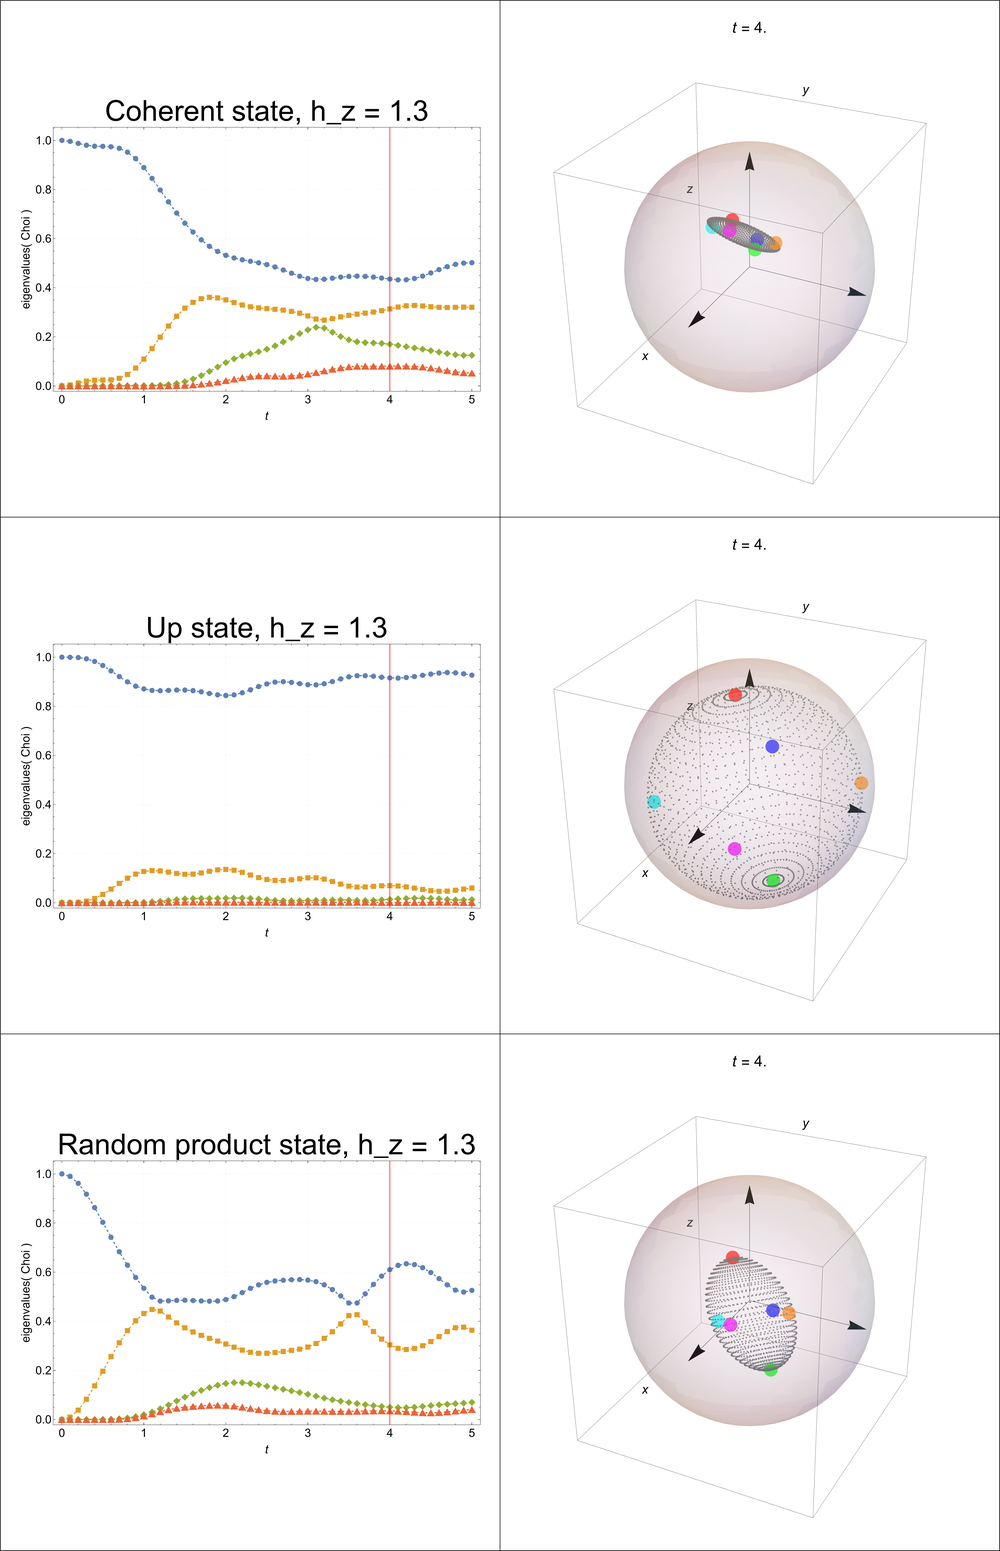 Coherent state, h_z = 1.3
eigenvalues( Choi )
1.0
0.8
0.6
0.4
0.2
0.0
0 1 2 3 4 5
t
t = 4.
y
z
x
Up state, h_z = 1.3
eigenvalues( Choi )
1.0
0.8
0.6
0.4
0.2
0.0
0 1 2 3 4 5
t
t = 4.
y
z
x
Random product state, h_z = 1.3
eigenvalues( Choi )
1.0
0.8
0.6
0.4
0.2
0.0
0 1 2 3 4 5
t
t = 4.
y
z
x